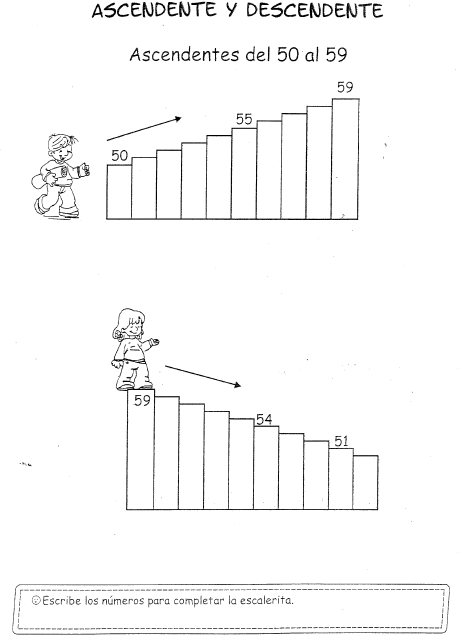 ASCENDENTE Y DESCENDENTE
Ascendentes del 50 al 59
59
55
50
59
54
51
☺Escribe los números para completar la escalerita.